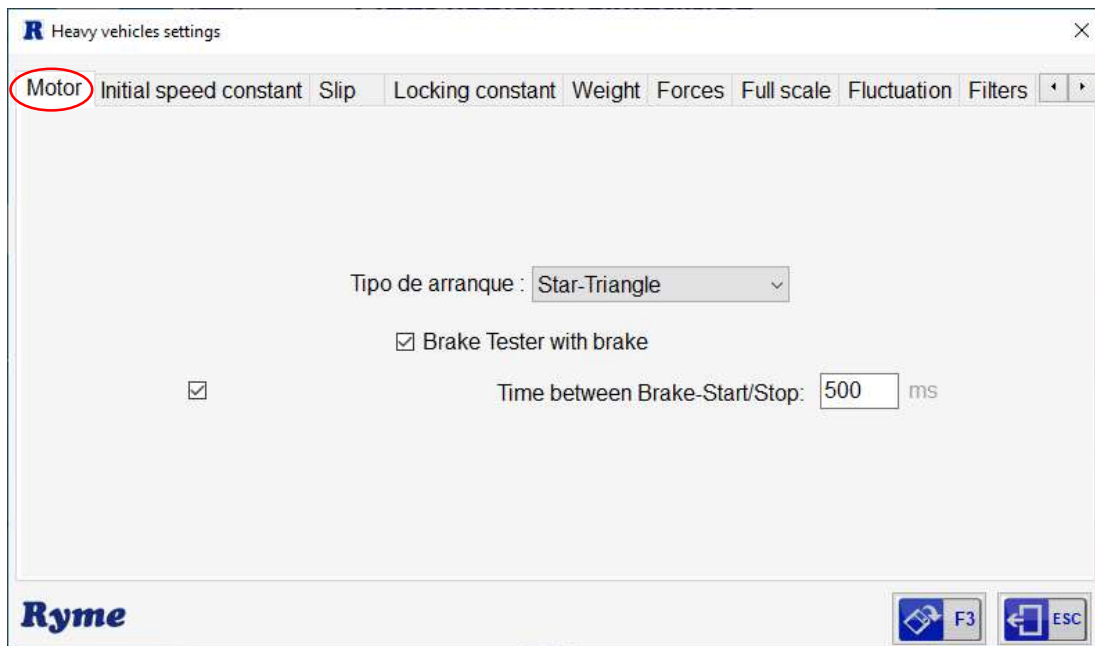 R Heavy vehicles settings
Motor Initial speed constant Slip Locking constant Weight Forces Full scale Fluctuation Filters
Tipo de arranque : Star-Triangle
Brake Tester with brake
Time between Brake-Start/Stop: 500 ms
Ryme F3 ESC